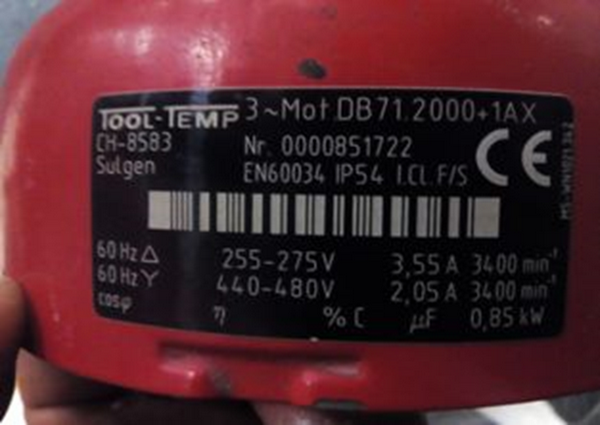 TOOL-TEMP 3~Mot.DB71.2000+1AX
CH-8583 Nr. 0000851722
Sulgen EN60034 IP54 I.CL.F/S
CE
60 Hz △ 255-275V 3,55 A 3400 min⁻¹
60 Hz Y 440-480V 2,05 A 3400 min⁻¹
cosφ η % C µF 0,85 kW